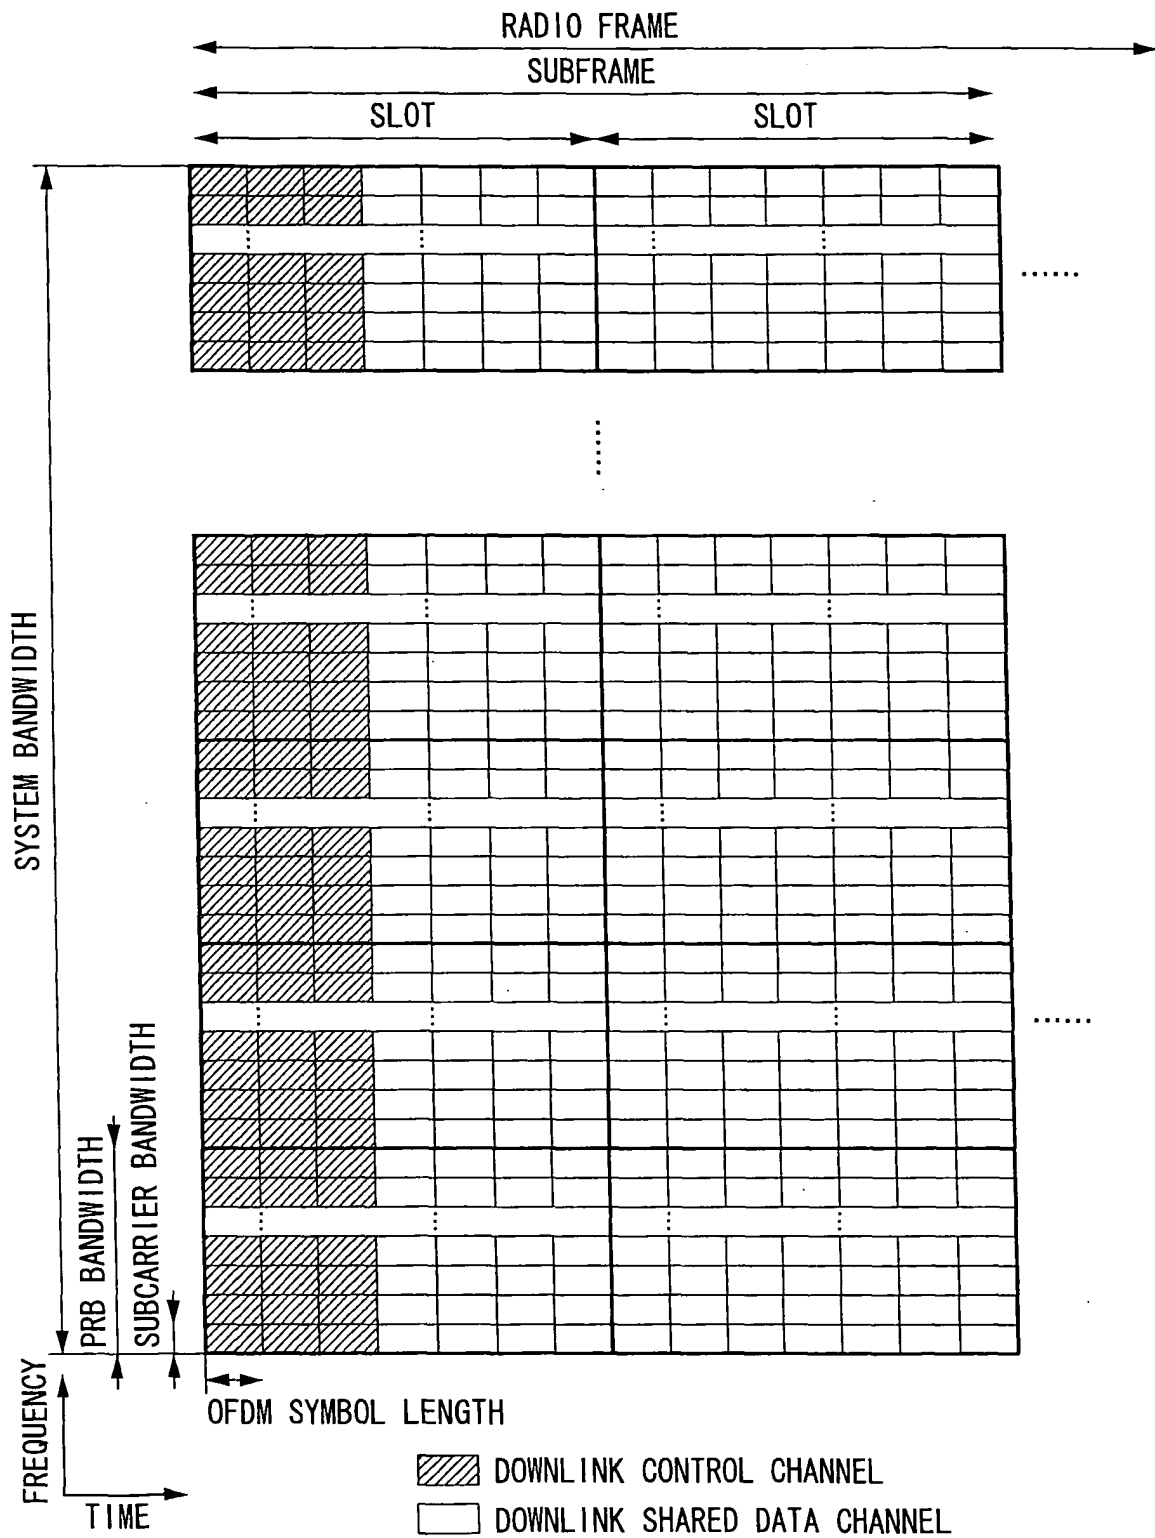 RADIO FRAME
SUBFRAME
SLOT
SLOT
SYSTEM BANDWIDTH
PRB BANDWIDTH
SUBCARRIER BANDWIDTH
FREQUENCY
TIME
OFDM SYMBOL LENGTH
DOWNLINK CONTROL CHANNEL
DOWNLINK SHARED DATA CHANNEL